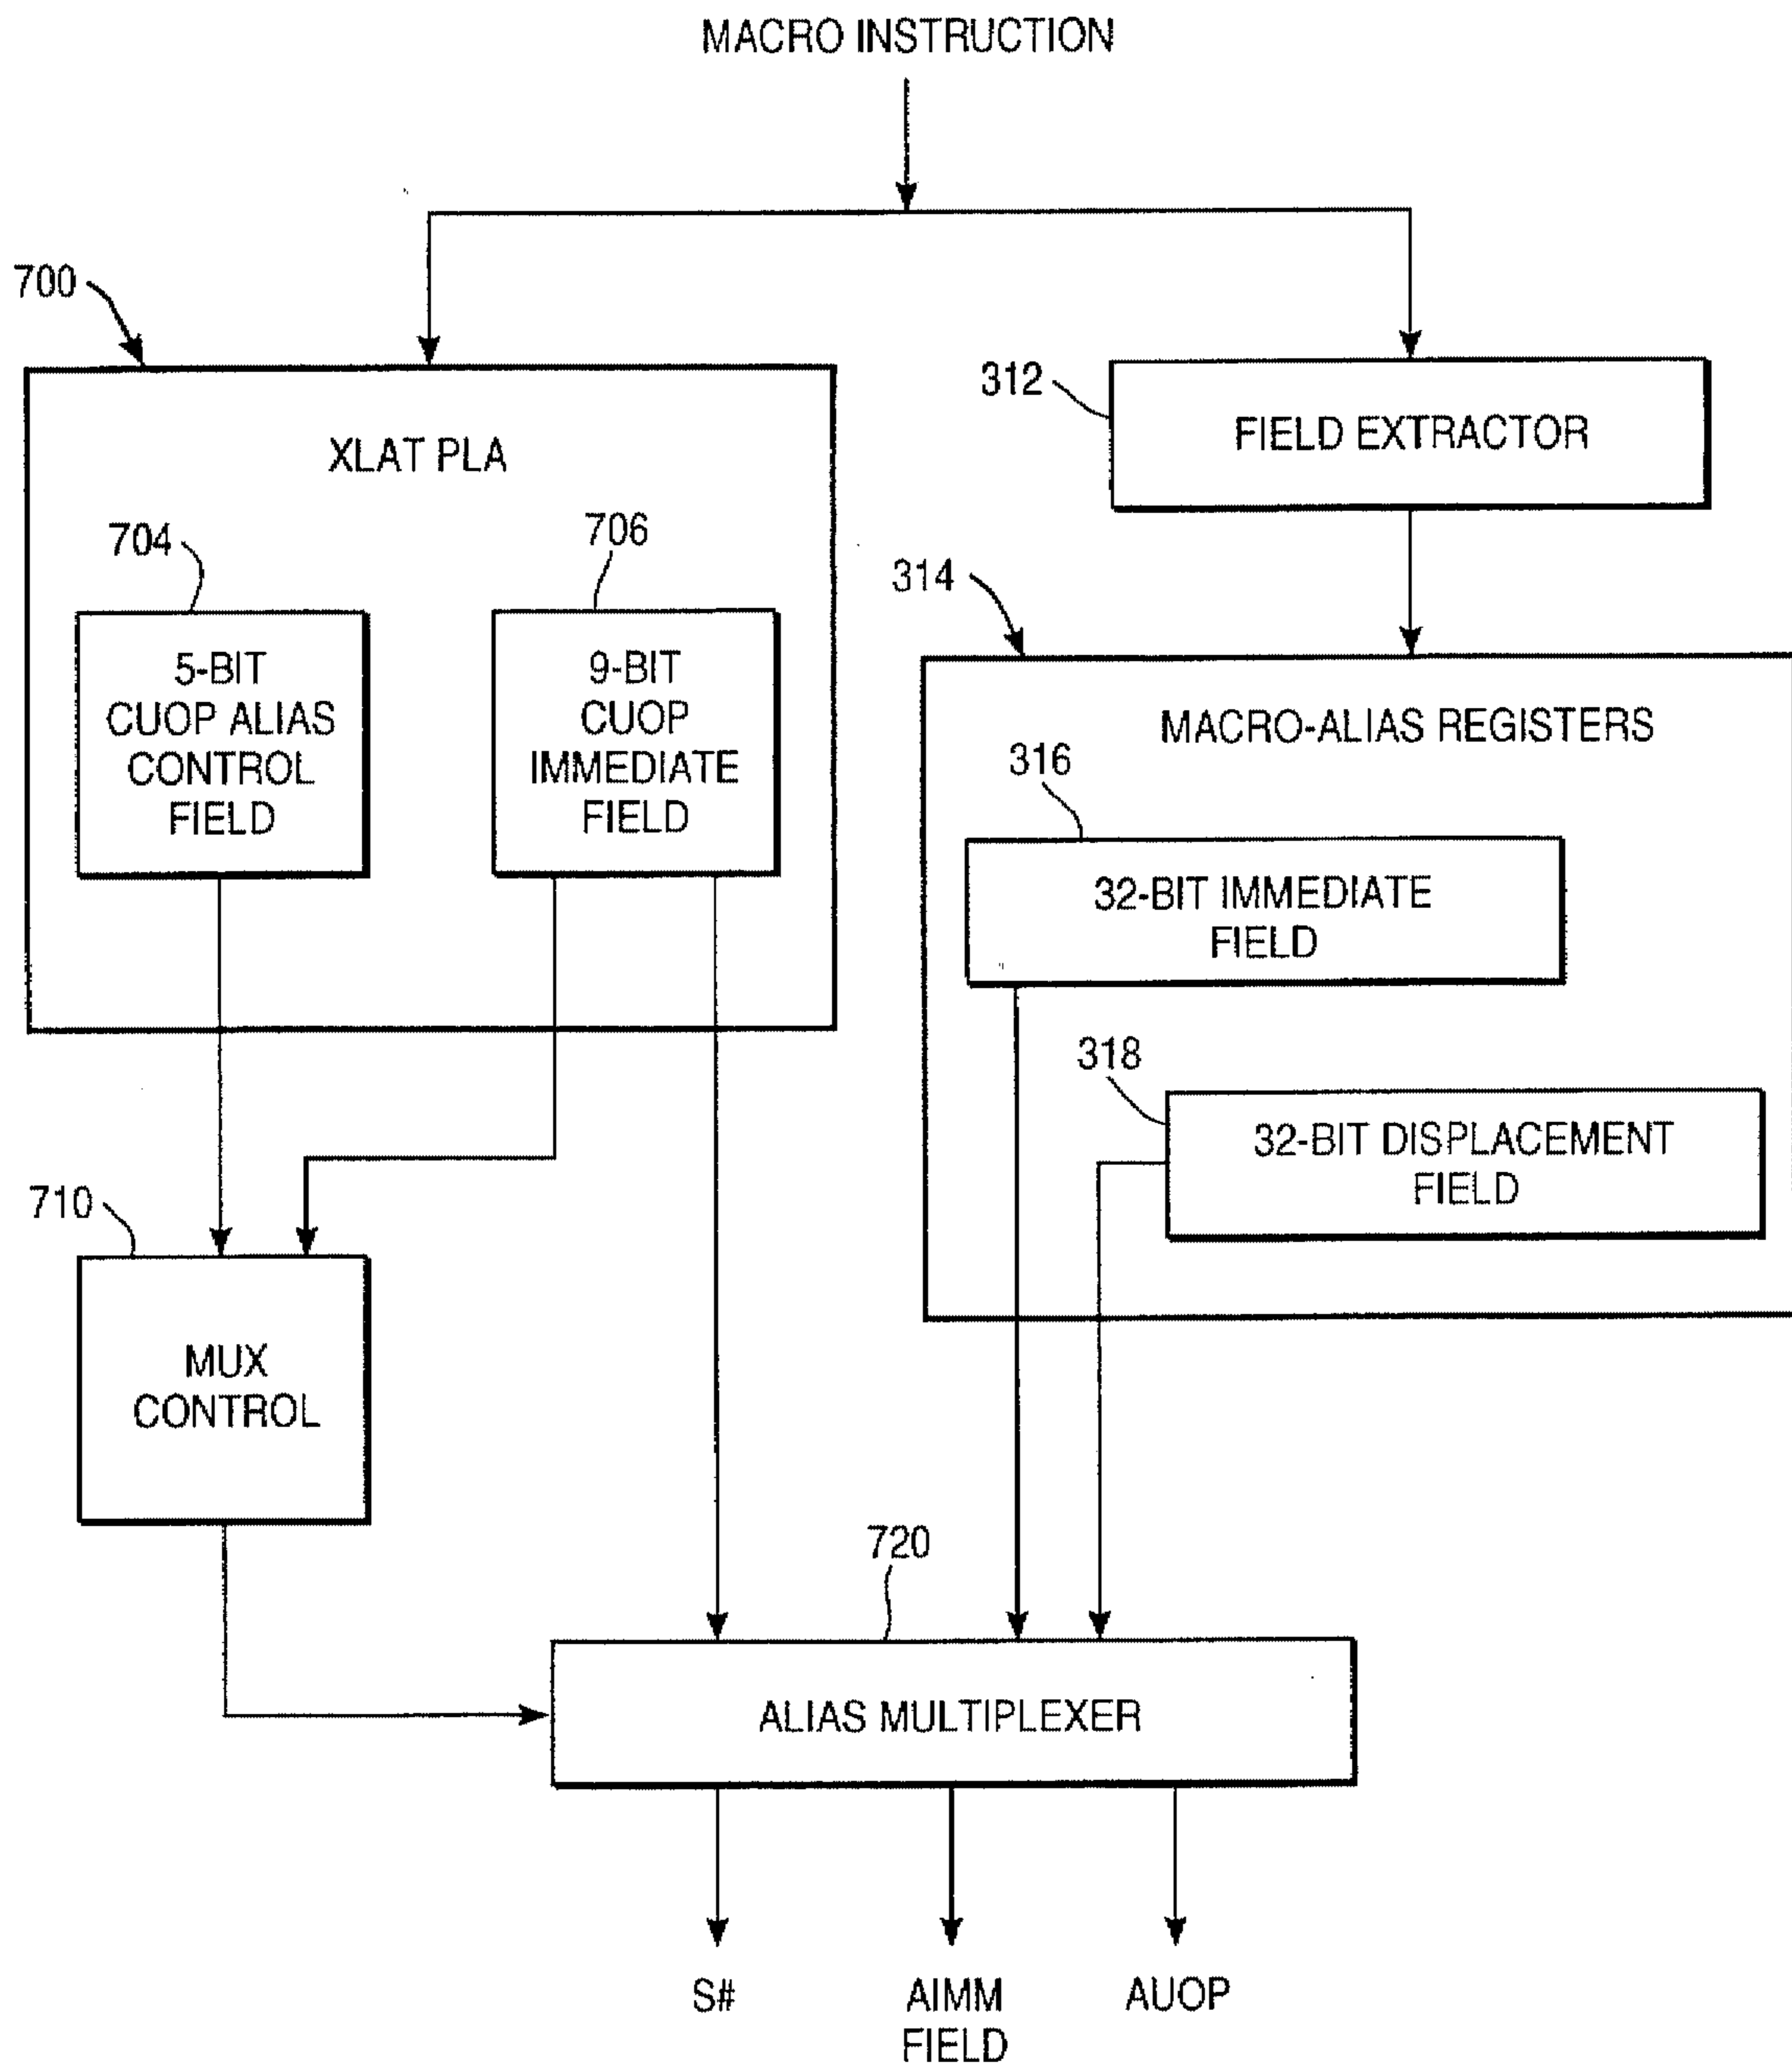 MACRO INSTRUCTION
700
312
FIELD EXTRACTOR
XLAT PLA
704
706
314
5-BIT
CUOP ALIAS
CONTROL
FIELD
9-BIT
CUOP
IMMEDIATE
FIELD
MACRO-ALIAS REGISTERS
316
32-BIT IMMEDIATE
FIELD
318
32-BIT DISPLACEMENT
FIELD
710
MUX
CONTROL
720
ALIAS MULTIPLEXER
S#
AIMM
FIELD
AUOP